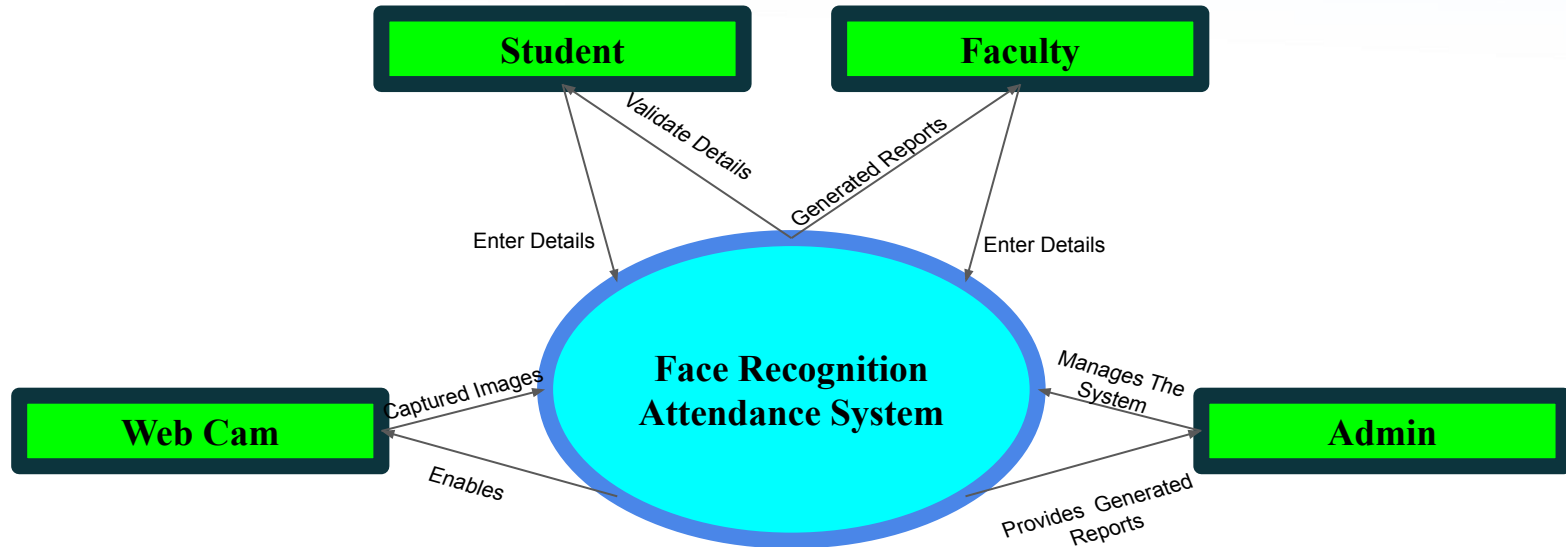 Student
Faculty
Validate Details
Generated Reports
Enter Details
Enter Details
Captured Images
Face Recognition
Attendance System
Manages The
System
Web Cam
Admin
Enables
Provides  Generated
Reports